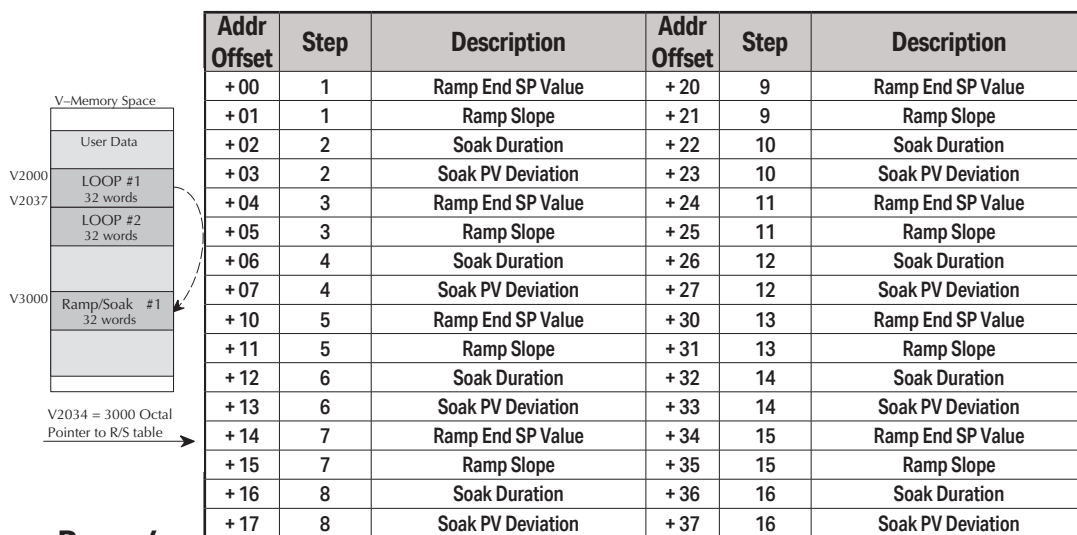 V–Memory Space
User Data
V2000
LOOP #1
32 words
V2037
LOOP #2
32 words
V3000
Ramp/Soak #1
32 words
V2034 = 3000 Octal
Pointer to R/S table
Addr Offset Step Description Addr Offset Step Description
+ 00 1 Ramp End SP Value + 20 9 Ramp End SP Value
+ 01 1 Ramp Slope + 21 9 Ramp Slope
+ 02 2 Soak Duration + 22 10 Soak Duration
+ 03 2 Soak PV Deviation + 23 10 Soak PV Deviation
+ 04 3 Ramp End SP Value + 24 11 Ramp End SP Value
+ 05 3 Ramp Slope + 25 11 Ramp Slope
+ 06 4 Soak Duration + 26 12 Soak Duration
+ 07 4 Soak PV Deviation + 27 12 Soak PV Deviation
+ 10 5 Ramp End SP Value + 30 13 Ramp End SP Value
+ 11 5 Ramp Slope + 31 13 Ramp Slope
+ 12 6 Soak Duration + 32 14 Soak Duration
+ 13 6 Soak PV Deviation + 33 14 Soak PV Deviation
+ 14 7 Ramp End SP Value + 34 15 Ramp End SP Value
+ 15 7 Ramp Slope + 35 15 Ramp Slope
+ 16 8 Soak Duration + 36 16 Soak Duration
+ 17 8 Soak PV Deviation + 37 16 Soak PV Deviation